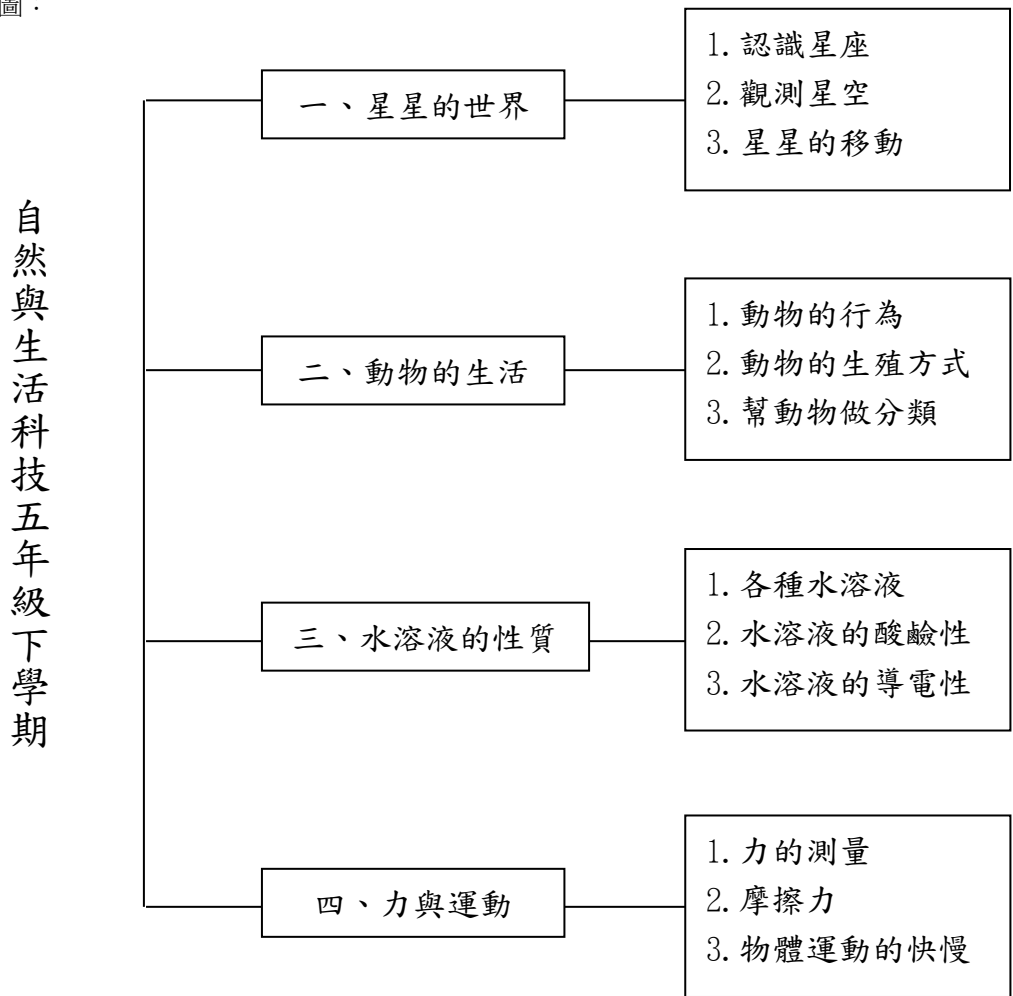 圖：
自然與生活科技五年級下學期
一、星星的世界
1.認識星座
2.觀測星空
3.星星的移動
二、動物的生活
1.動物的行為
2.動物的生殖方式
3.幫動物做分類
三、水溶液的性質
1.各種水溶液
2.水溶液的酸鹼性
3.水溶液的導電性
四、力與運動
1.力的測量
2.摩擦力
3.物體運動的快慢